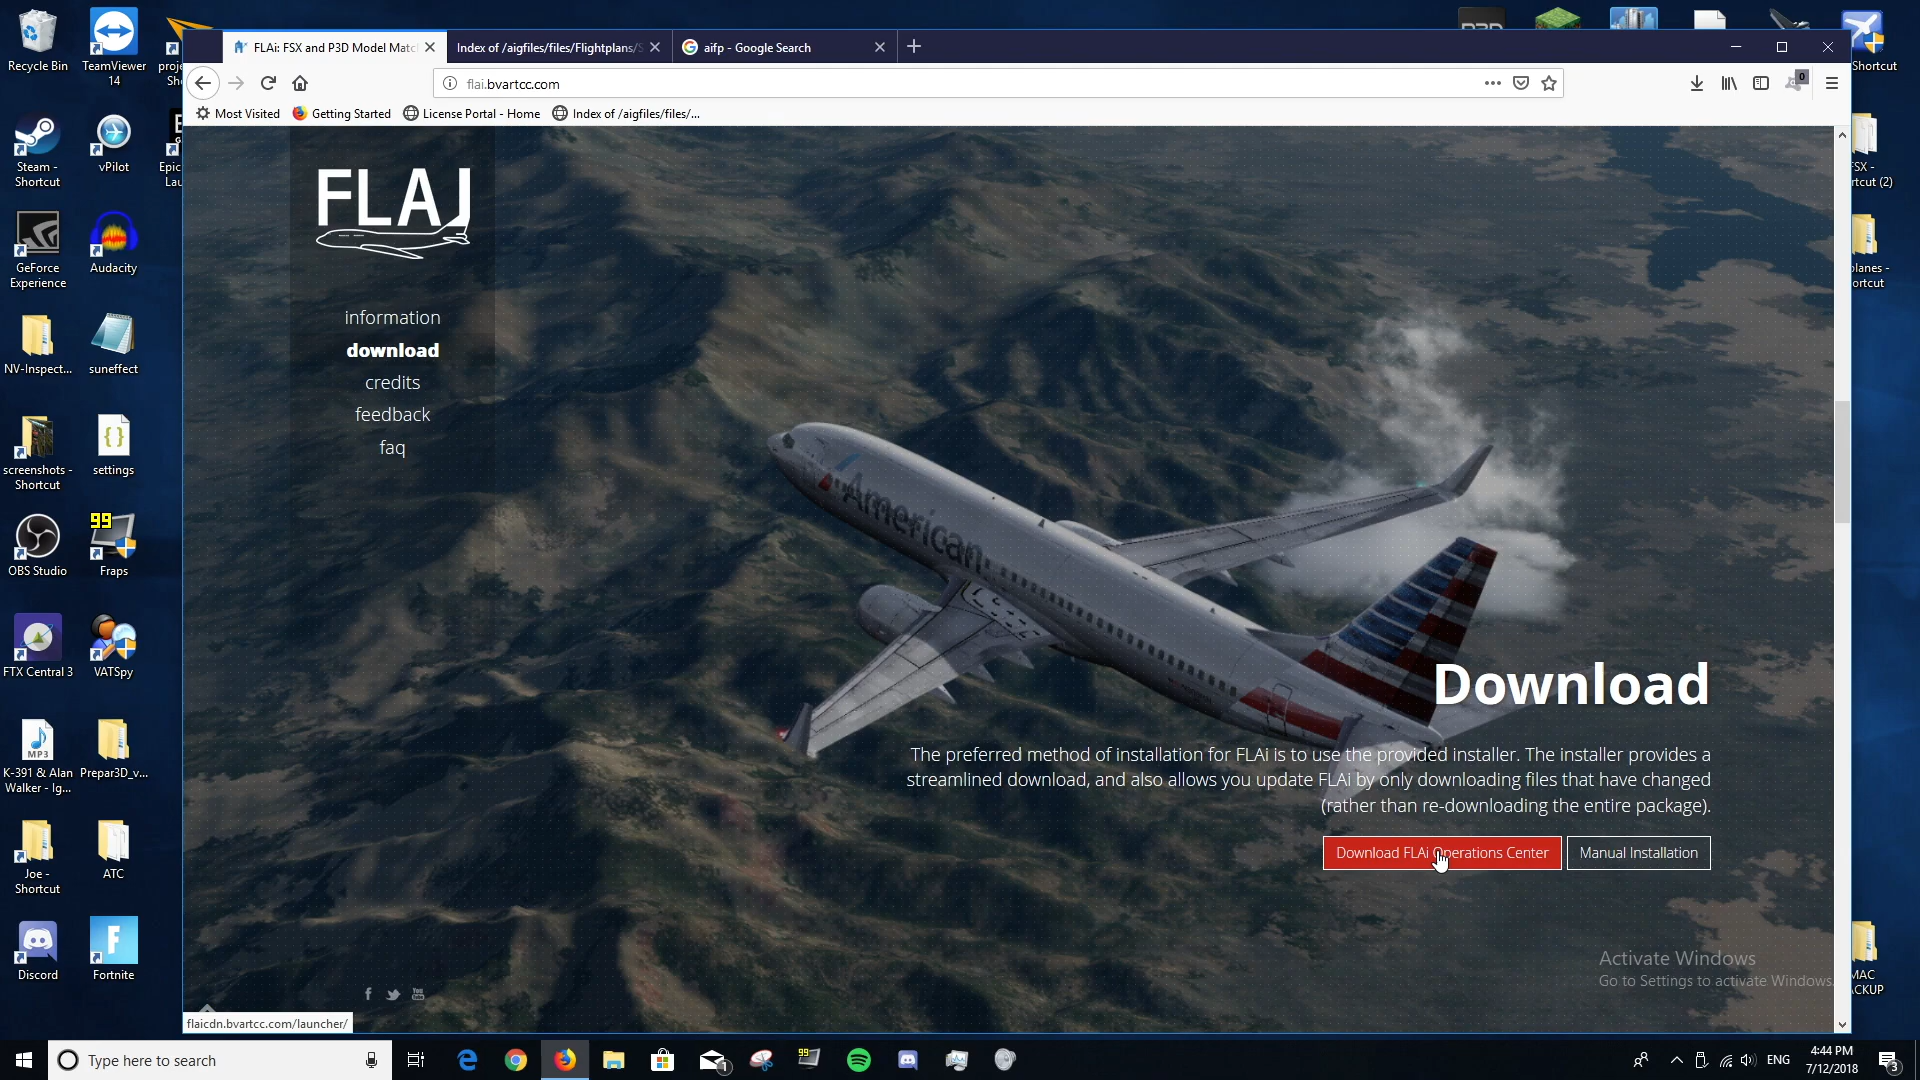 Recycle Bin
TeamViewer
14
Steam -
Shortcut
vPilot
GeForce
Experience
Audacity
NV-Inspect...
suneffect
screenshots -
Shortcut
settings
OBS Studio
99
Fraps
FTX Central 3
VATSpy
MP3
K-391 & Alan
Walker - Ig...
Prepar3D_v...
Joe -
Shortcut
ATC
Discord
Fortnite
FLAi: FSX and P3D Model Matc
Index of /aigfiles/files/Flightplans/S
aifp - Google Search
flai.bvartcc.com
0
Most Visited
Getting Started
License Portal - Home
Index of /aigfiles/files/...
FLAi
information
download
credits
feedback
faq
American
Download
The preferred method of installation for FLAi is to use the provided installer. The installer provides a
streamlined download, and also allows you update FLAi by only downloading files that have changed
(rather than re-downloading the entire package).
Download FLAi Operations Center
Manual Installation
Activate Windows
Go to Settings to activate Windows.
flaicdn.bvartcc.com/launcher/
Shortcut
Type here to search
1
99
ENG
4:44 PM
7/12/2018
3